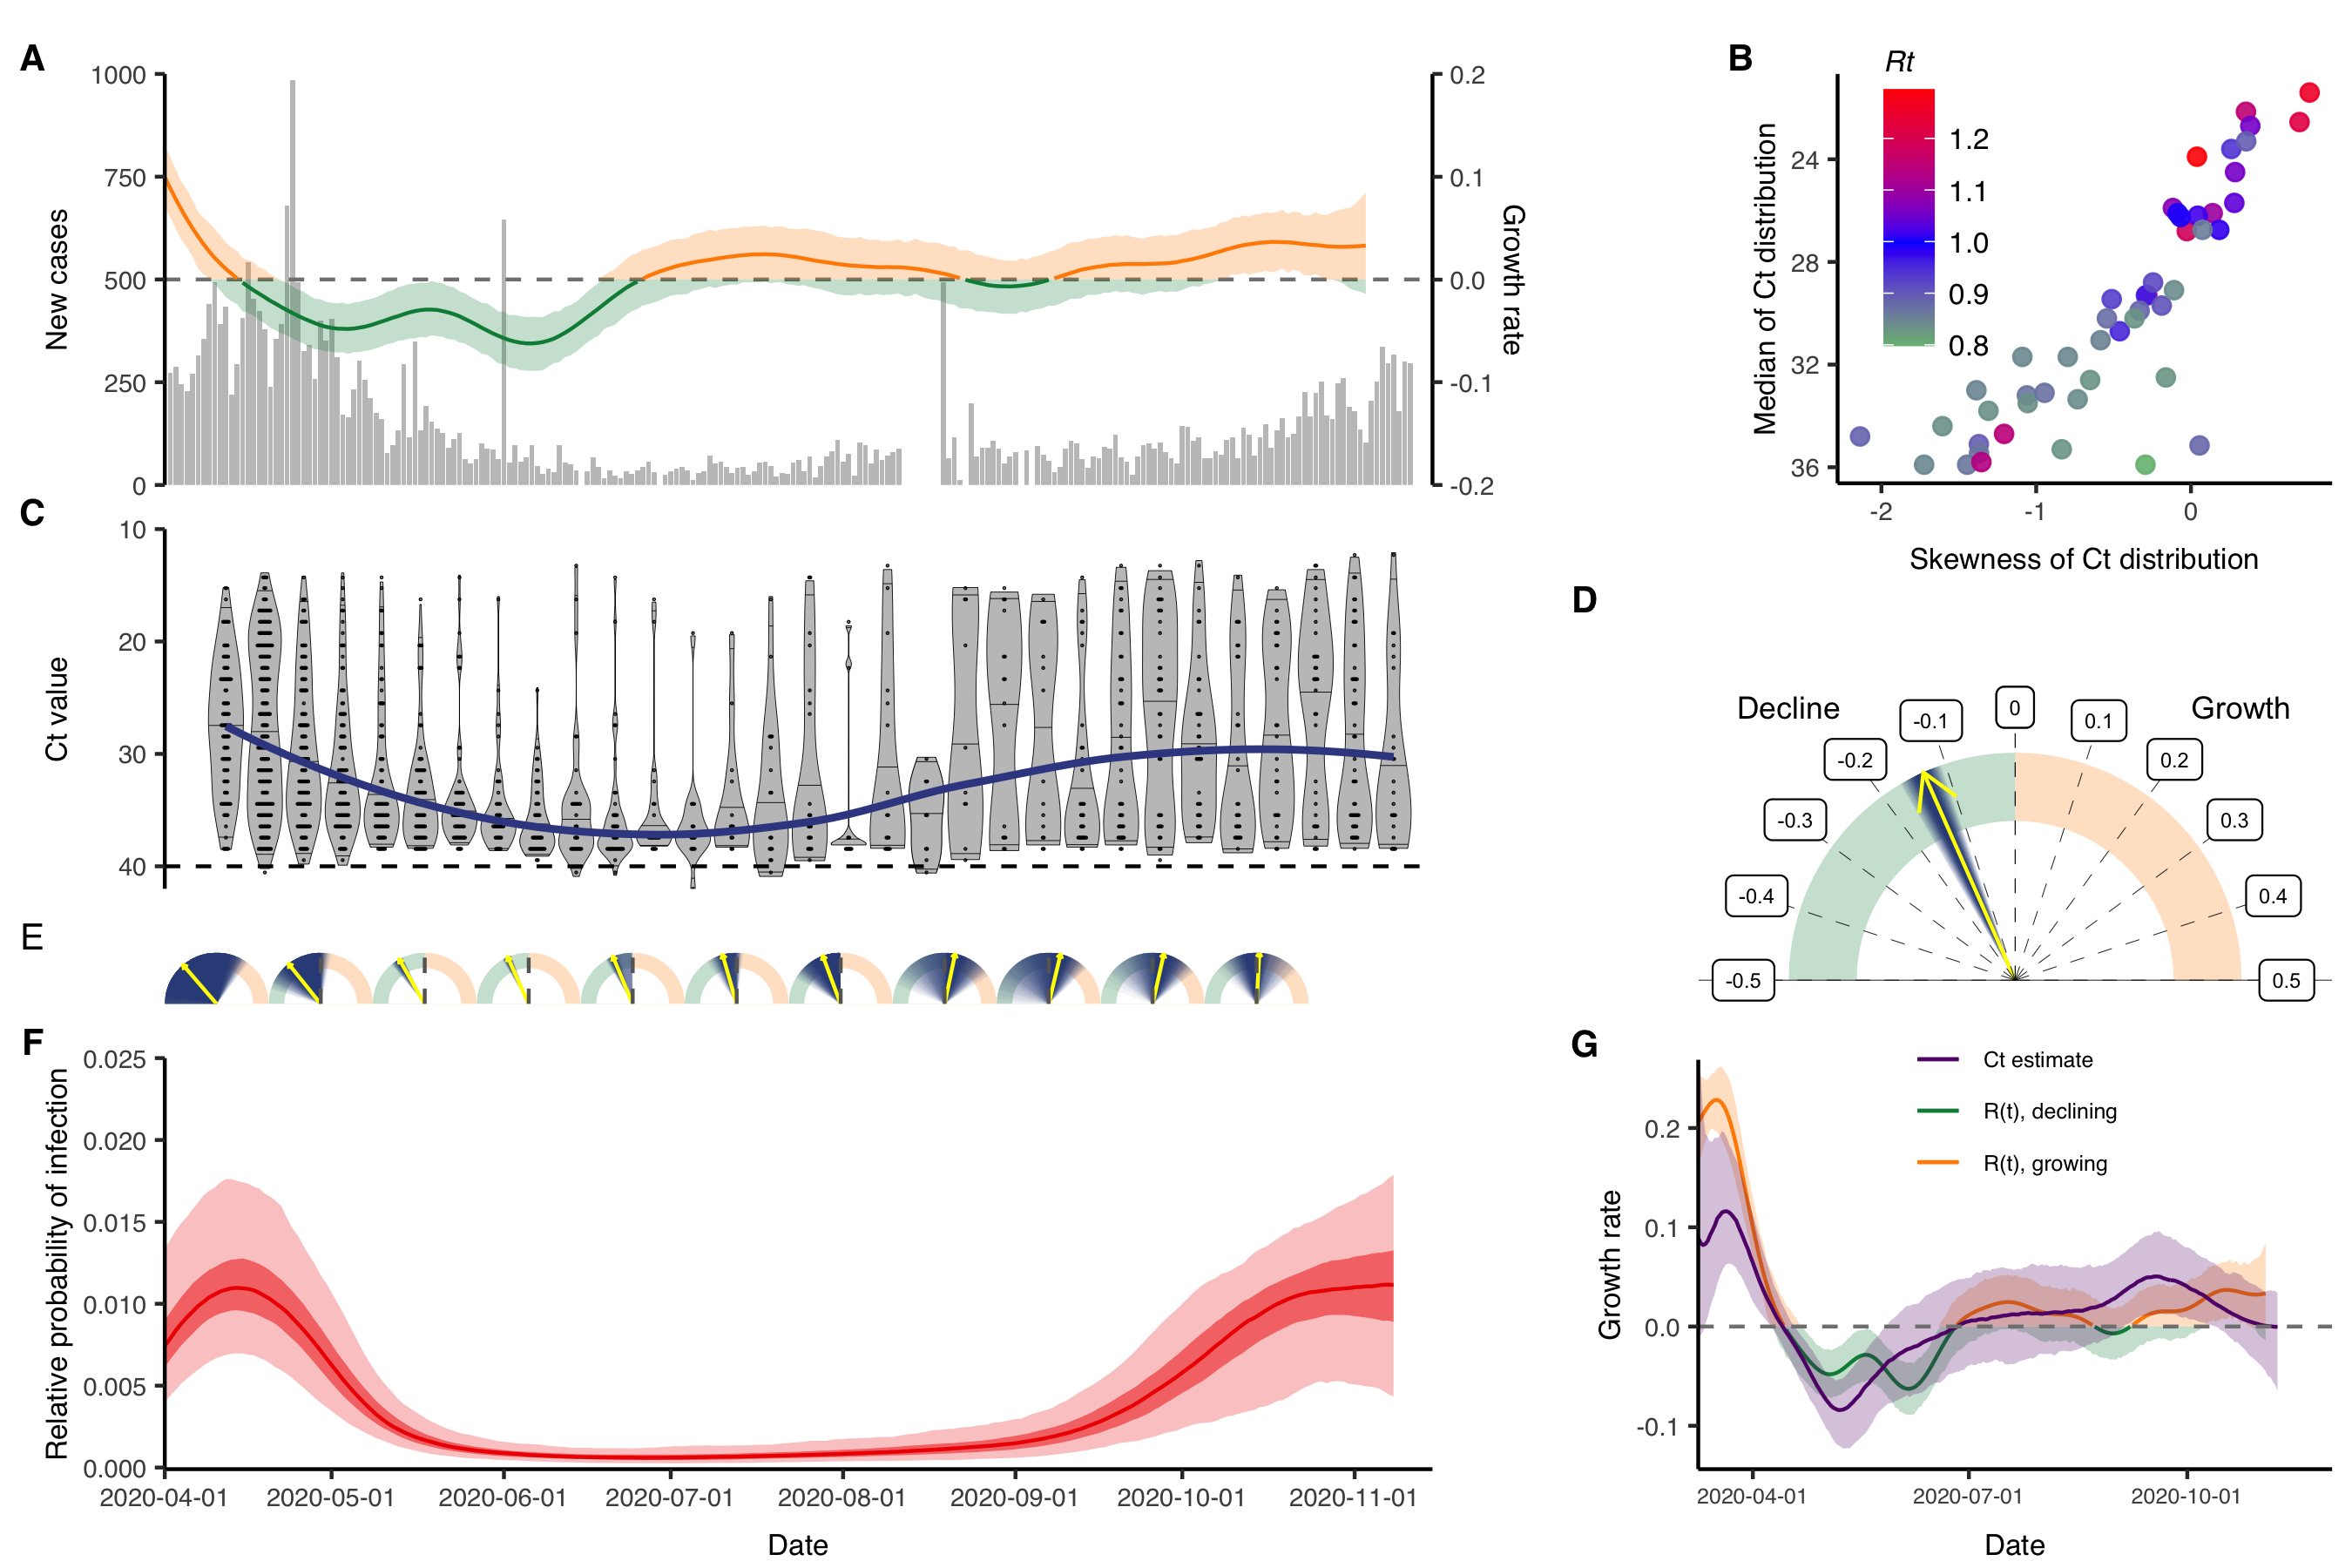 A
1000
750
500
250
0
New cases
0.2
0.1
0.0
-0.1
-0.2
Growth rate
B
Rt
1.2
1.1
1.0
0.9
0.8
24
28
32
36
Median of Ct distribution
-2
-1
0
Skewness of Ct distribution
C
10
20
30
40
Ct value
D
Decline
Growth
-0.5
-0.4
-0.3
-0.2
-0.1
0
0.1
0.2
0.3
0.4
0.5
E
F
0.025
0.020
0.015
0.010
0.005
0.000
Relative probability of infection
2020-04-01
2020-05-01
2020-06-01
2020-07-01
2020-08-01
2020-09-01
2020-10-01
2020-11-01
Date
G
Ct estimate
R(t), declining
R(t), growing
0.2
0.1
0.0
-0.1
Growth rate
2020-04-01
2020-07-01
2020-10-01
Date